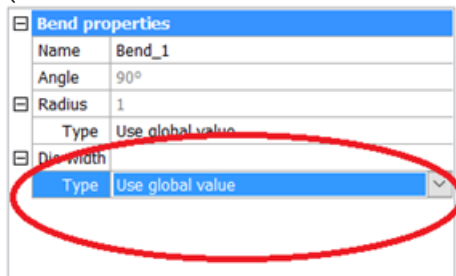 Bend properties
Name Bend_1
Angle 90°
Radius 1
Type Use global value
Die Width
Type Use global value